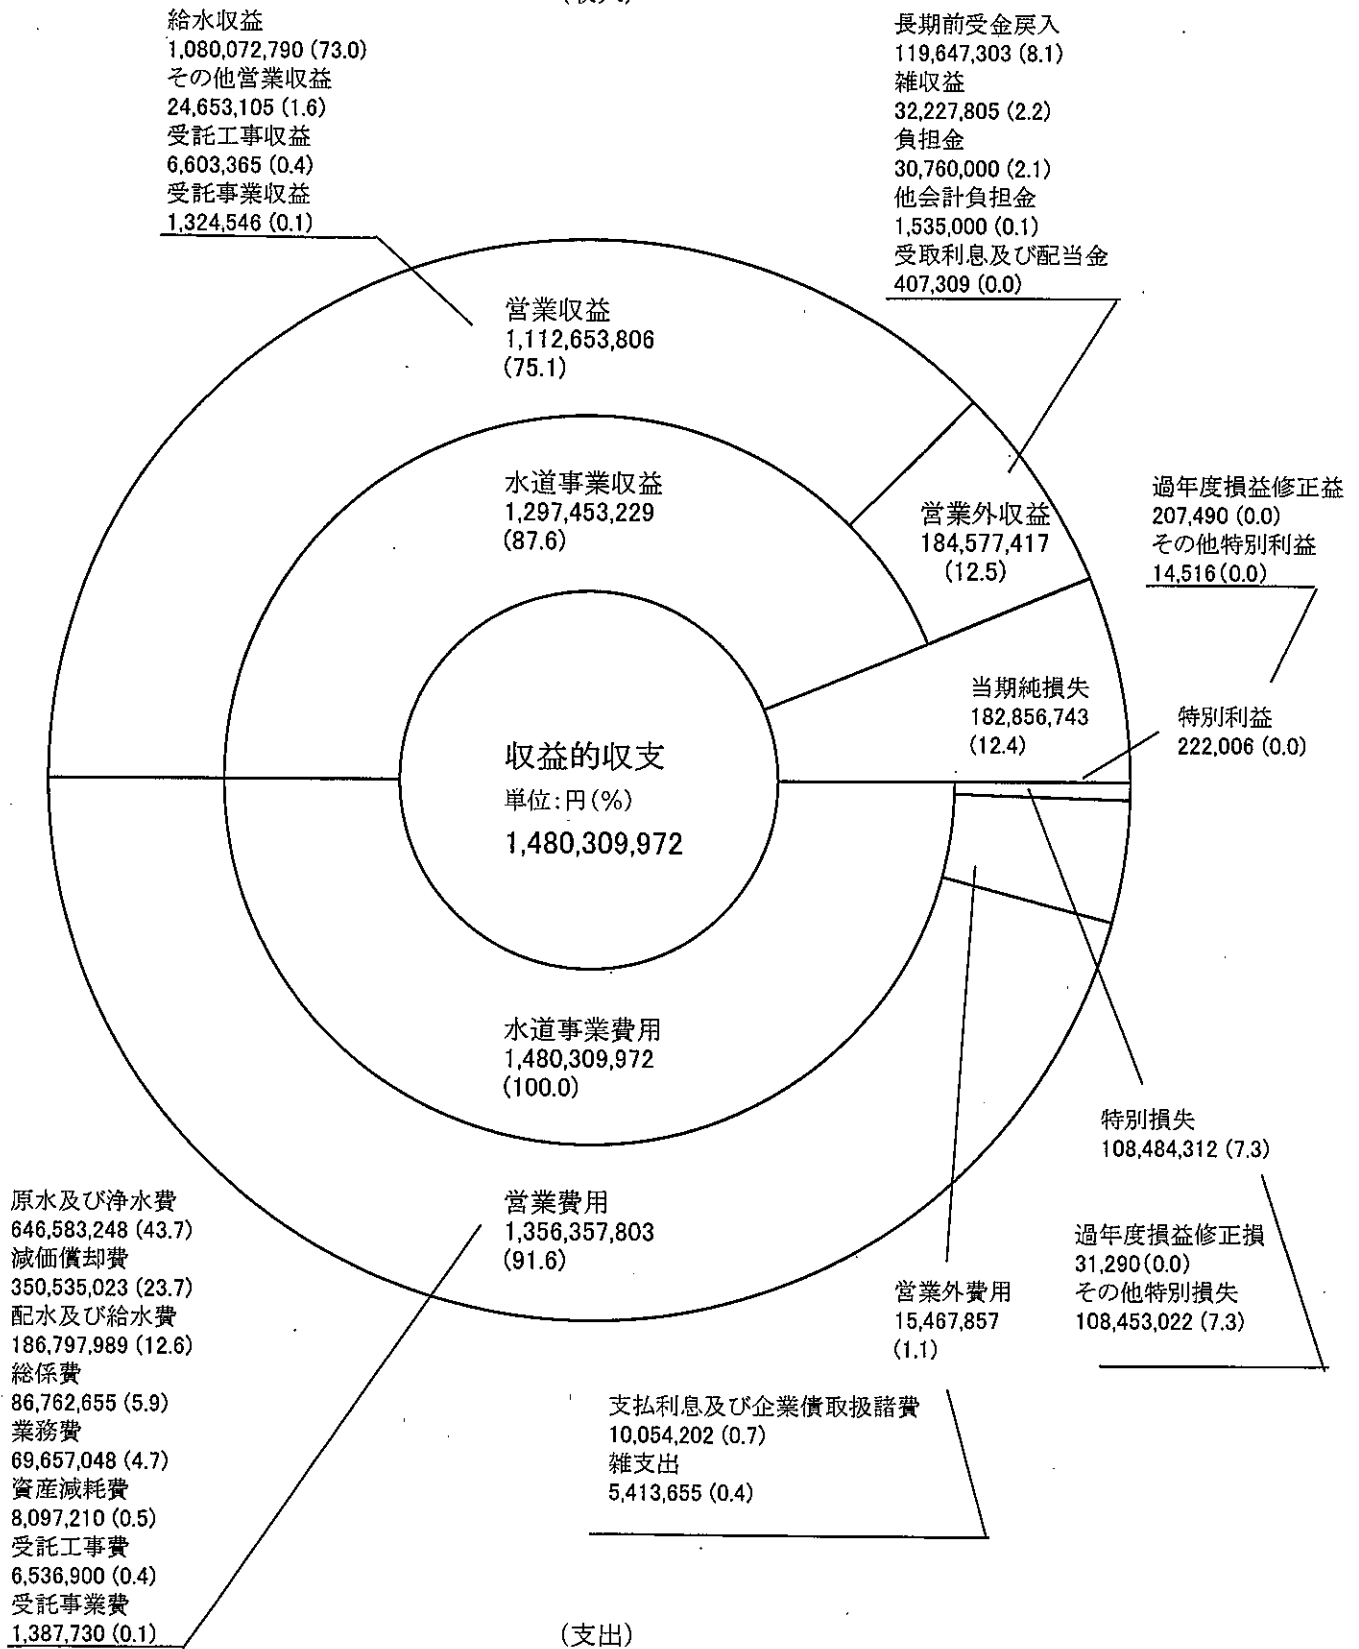 給水収益
1,080,072,790 (73.0)
その他営業収益
24,653,105 (1.6)
受託工事収益
6,603,365 (0.4)
受託事業収益
1,324,546 (0.1)
長期前受金戻入
119,647,303 (8.1)
雑収益
32,227,805 (2.2)
負担金
30,760,000 (2.1)
他会計負担金
1,535,000 (0.1)
受取利息及び配当金
407,309 (0.0)
営業収益
1,112,653,806
(75.1)
水道事業収益
1,297,453,229
(87.6)
営業外収益
184,577,417
(12.5)
過年度損益修正益
207,490 (0.0)
その他特別利益
14,516(0.0)
当期純損失
182,856,743
(12.4)
特別利益
222,006 (0.0)
収益的収支
単位:円(%)
1,480,309,972
水道事業費用
1,480,309,972
(100.0)
特別損失
108,484,312 (7.3)
過年度損益修正損
31,290(0.0)
その他特別損失
108,453,022 (7.3)
営業費用
1,356,357,803
(91.6)
営業外費用
15,467,857
(1.1)
原水及び浄水費
646,583,248 (43.7)
減価償却費
350,535,023 (23.7)
配水及び給水費
186,797,989 (12.6)
総係費
86,762,655 (5.9)
業務費
69,657,048 (4.7)
資産減耗費
8,097,210 (0.5)
受託工事費
6,536,900 (0.4)
受託事業費
1,387,730 (0.1)
支払利息及び企業債取扱諸費
10,054,202 (0.7)
雑支出
5,413,655 (0.4)
(支出)